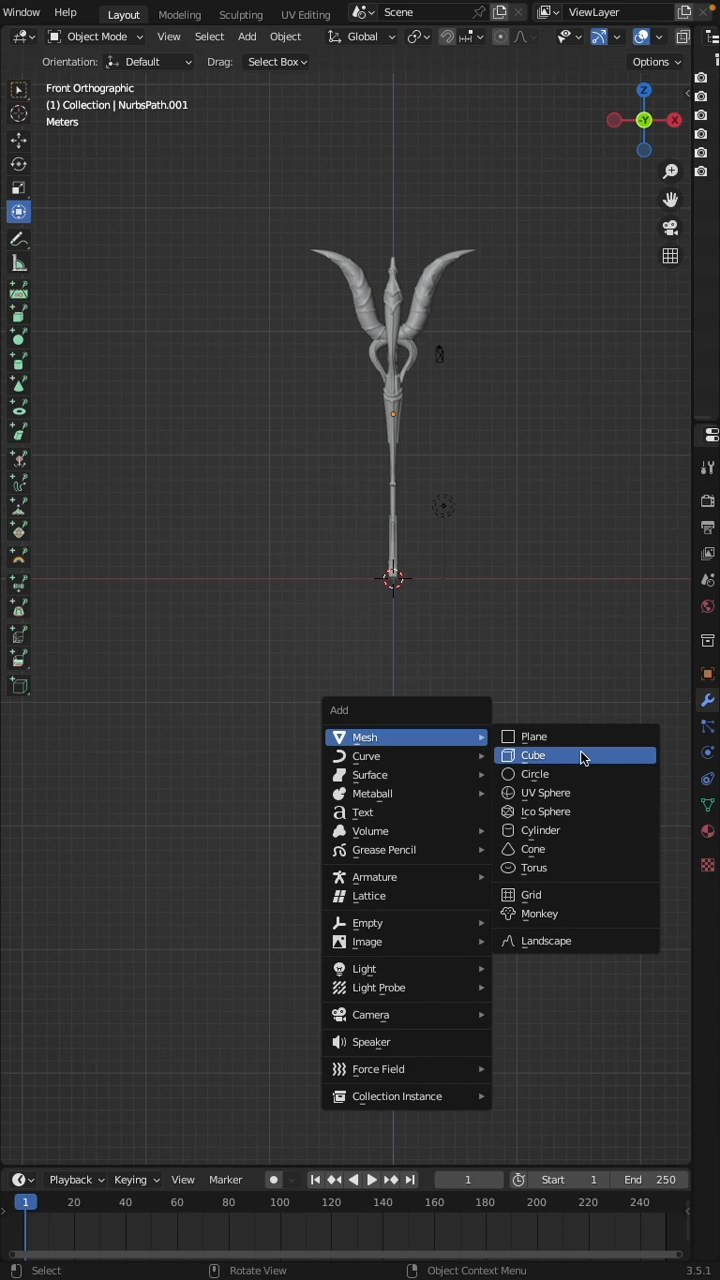 Window Help Layout Modeling Sculpting UV Editing Scene ViewLayer
Object Mode View Select Add Object Global
Orientation: Default Drag: Select Box Options
Front Orthographic
(1) Collection | NurbsPath.001
Meters
Z
-Y
X
Add
Mesh
Curve
Surface
Metaball
Text
Volume
Grease Pencil
Armature
Lattice
Empty
Image
Light
Light Probe
Camera
Speaker
Force Field
Collection Instance
Plane
Cube
Circle
UV Sphere
Ico Sphere
Cylinder
Cone
Torus
Grid
Monkey
Landscape
Playback Keying View Marker 1 Start 1 End 250
1 20 40 60 80 100 120 140 160 180 200 220 240
Select Rotate View Object Context Menu 3.5.1